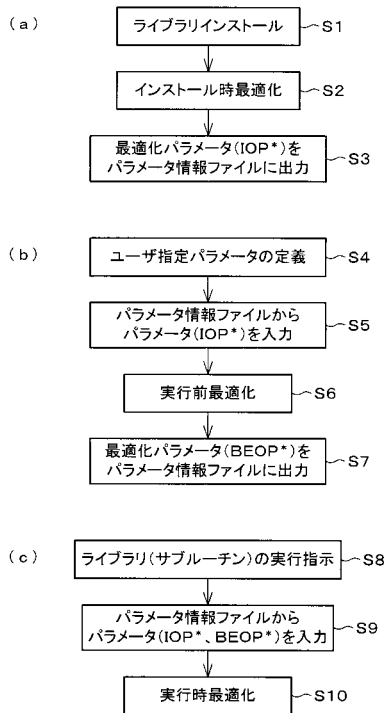 (a)
ライブラリインストール S1
インストール時最適化 S2
最適化パラメータ(IOP*)を
パラメータ情報ファイルに出力 S3
(b)
ユーザ指定パラメータの定義 S4
パラメータ情報ファイルから
パラメータ(IOP*)を入力 S5
実行前最適化 S6
最適化パラメータ(BEOP*)を
パラメータ情報ファイルに出力 S7
(c)
ライブラリ(サブルーチン)の実行指示 S8
パラメータ情報ファイルから
パラメータ(IOP*、BEOP*)を入力 S9
実行時最適化 S10